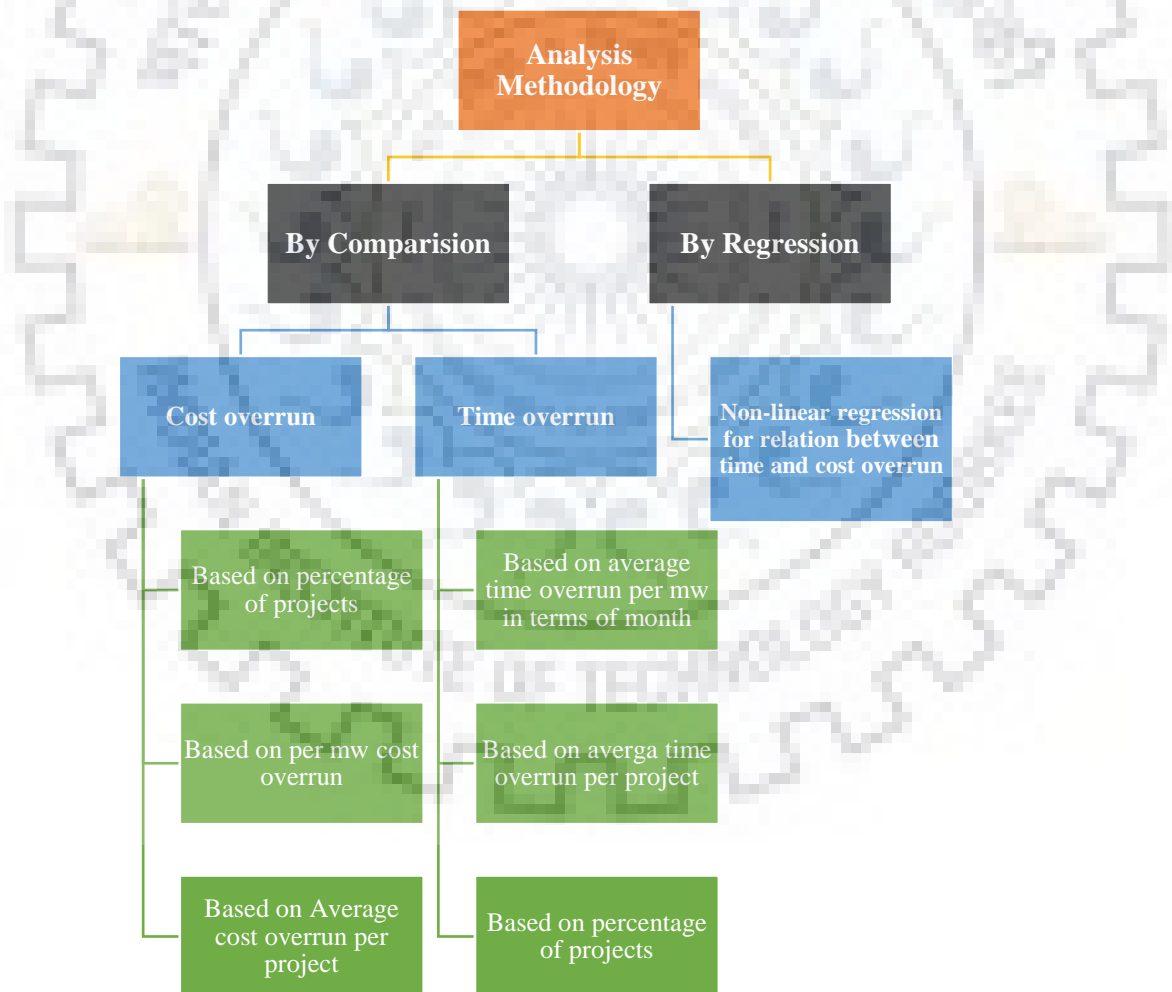 Analysis
Methodology
By Comparision
By Regression
Cost overrun
Time overrun
Non-linear regression
for relation between
time and cost overrun
Based on percentage
of projects
Based on average
time overrun per mw
in terms of month
Based on per mw cost
overrun
Based on averga time
overrun per project
Based on Average
cost overrun per
project
Based on percentage
of projects
OF TECHNOLOGY